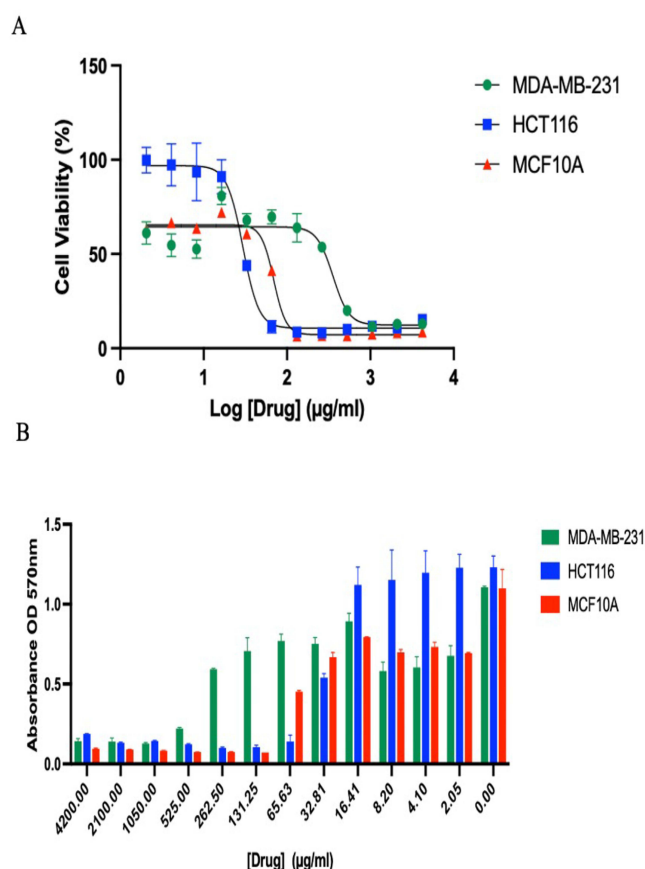 A
150
100
50
0
Cell Viability (%)
0
1
2
3
4
Log [Drug] (µg/ml)
MDA-MB-231
HCT116
MCF10A
B
1.5
1.0
0.5
0.0
Absorbance OD 570nm
4200.00
2100.00
1050.00
525.00
262.50
131.25
65.63
32.81
16.41
8.20
4.10
2.05
0.00
[Drug] (µg/ml)
MDA-MB-231
HCT116
MCF10A